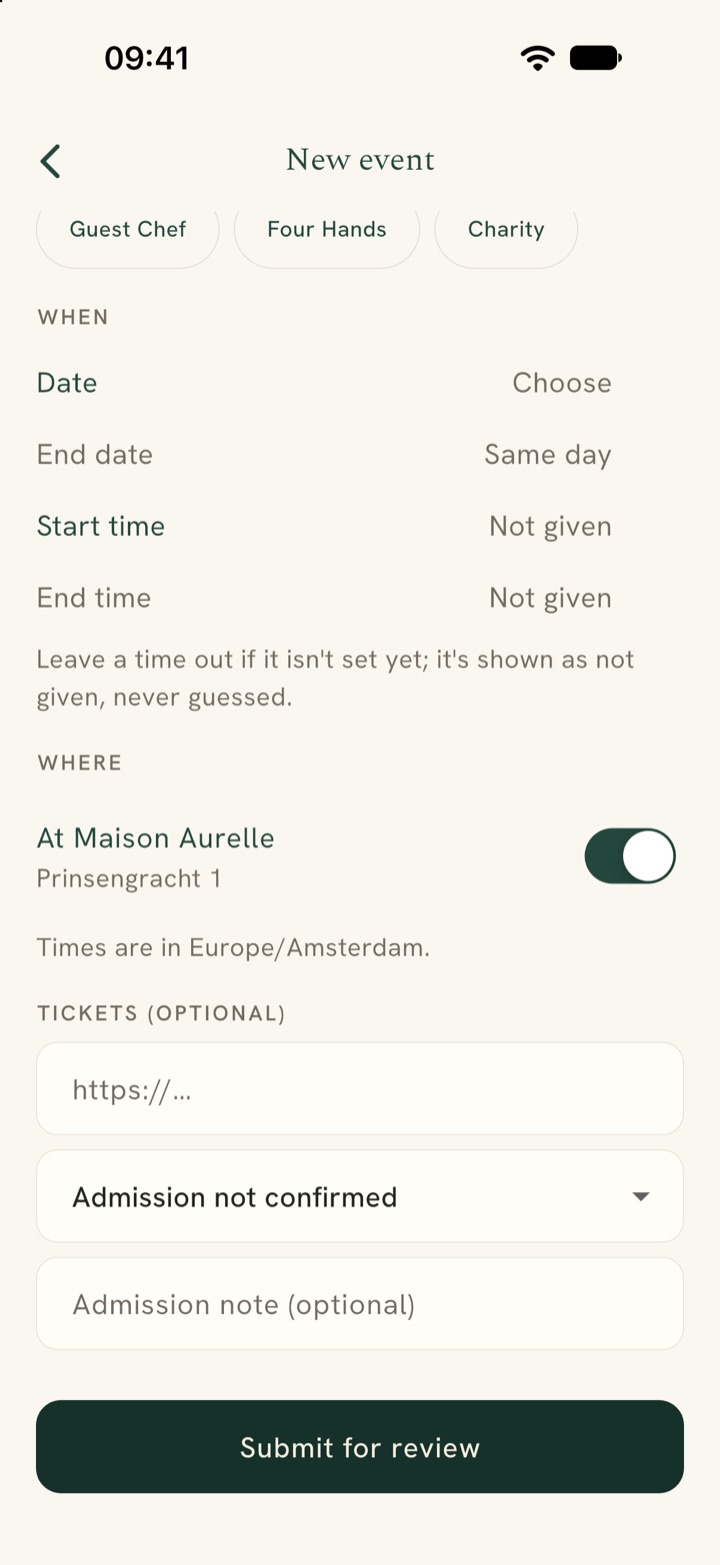 09:41
New event
Guest Chef
Four Hands
Charity
WHEN
Date
Choose
End date
Same day
Start time
Not given
End time
Not given
Leave a time out if it isn't set yet; it's shown as not
given, never guessed.
WHERE
At Maison Aurelle
Prinsengracht 1
Times are in Europe/Amsterdam.
TICKETS (OPTIONAL)
https://...
Admission not confirmed
Admission note (optional)
Submit for review